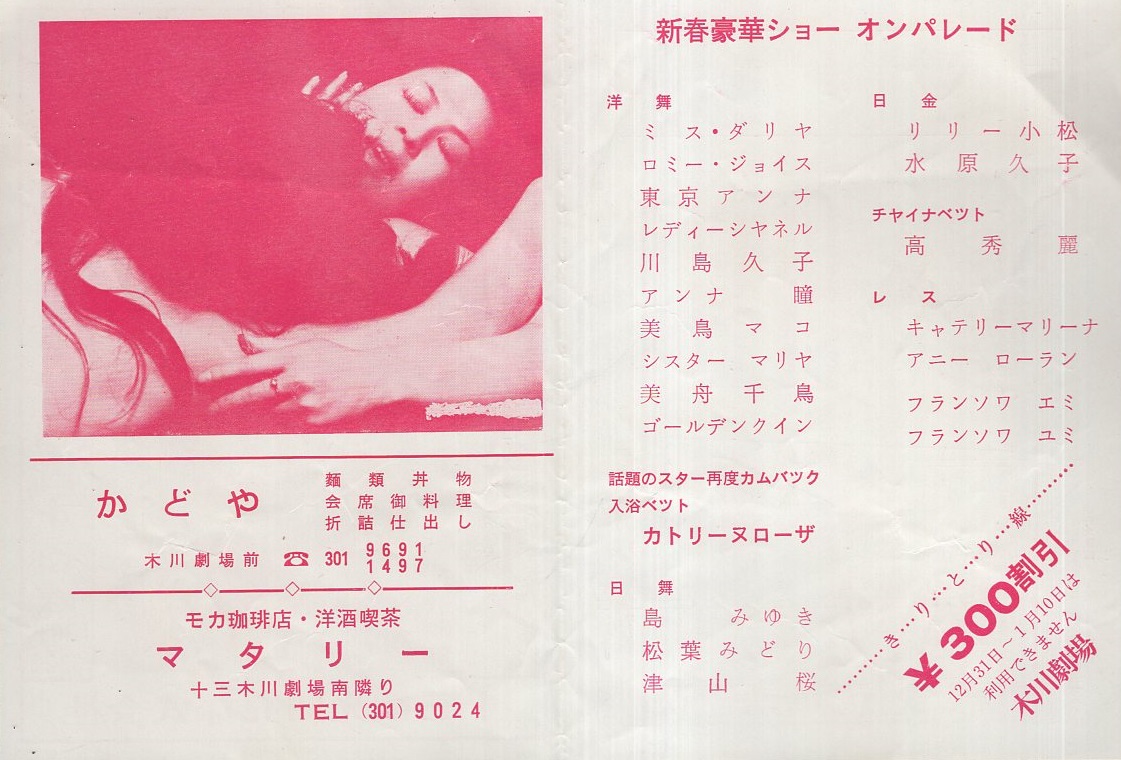 新春豪華ショー オンパレード
洋舞
ミス・ダリヤ
ロミー・ジョイス
東京アンナ
レディーシヤネル
川島久子
アンナ 瞳
美鳥マコ
シスター マリヤ
美舟千鳥
ゴールデンクイン
話題のスター再度カムバツク
入浴ベツト
カトリーヌローザ
日舞
島 みゆき
松葉みどり
津山 桜
日金
リリー小松
水原久子
チヤイナベツト
高秀麗
レス
キャテリーマリーナ
アニー ローラン
フランソワ エミ
フランソワ ユミ
………き…り…と…り…線………
¥300割引
12月31日～1月10日は
利用できません
木川劇場
かどや
麵類丼物
会席御料理
折詰仕出し
木川劇場前 ☎ 301 9691
1497
モカ珈琲店・洋酒喫茶
マタリー
十三木川劇場南隣り
TEL (301) 9024